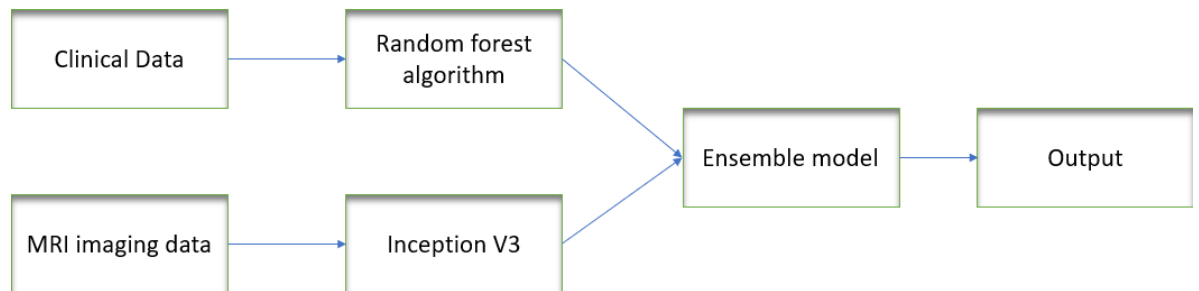 Clinical Data
Random forest
algorithm
Ensemble model
Output
MRI imaging data
Inception V3